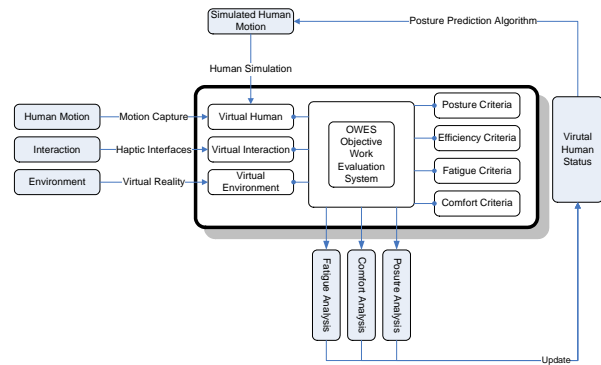 Simulated Human
Motion
Posture Prediction Algorithm
Human Simulation
Human Motion
Motion Capture
Virtual Human
Interaction
Haptic Interfaces
Virtual Interaction
Environment
Virtual Reality
Virtual
Environment
OWES
Objective
Work
Evaluation
System
Posture Criteria
Efficiency Criteria
Fatigue Criteria
Comfort Criteria
Virutal
Human
Status
Fatigue Analysis
Comfort Analysis
Posutre Analysis
Update